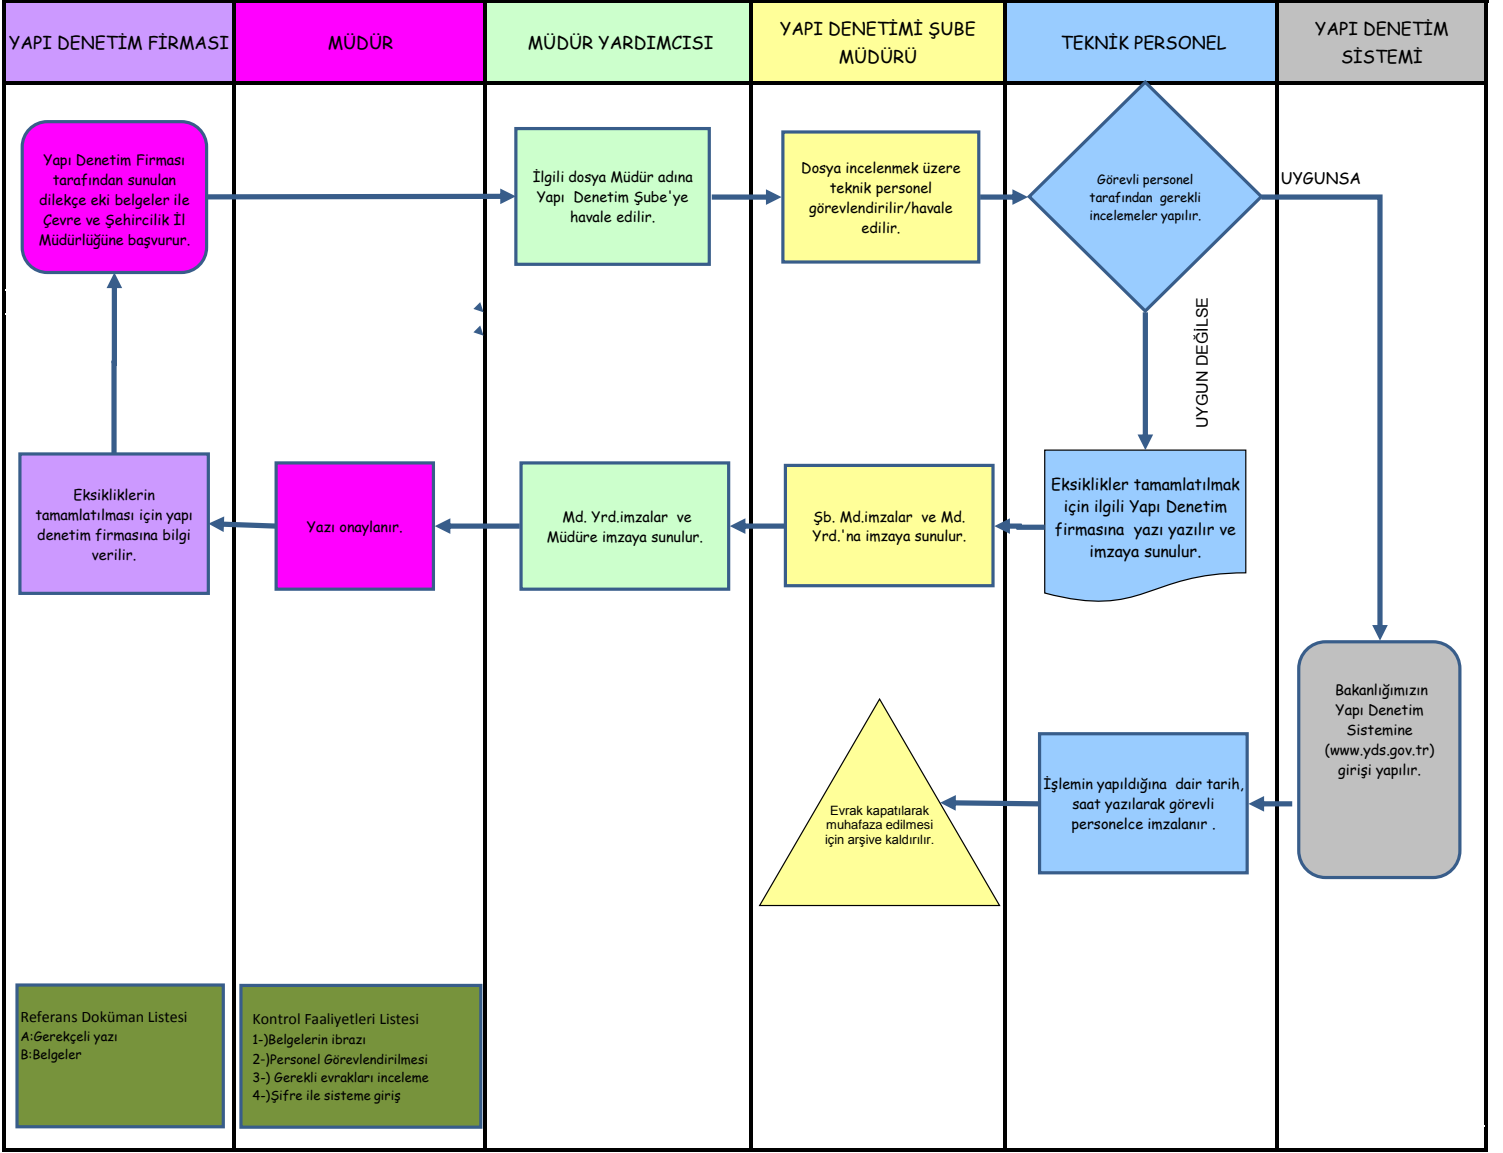 YAPI DENETİM FİRMASI
MÜDÜR
MÜDÜR YARDIMCISI
YAPI DENETİMİ ŞUBE
MÜDÜRÜ
TEKNİK PERSONEL
YAPI DENETİM
SİSTEMİ
Yapı Denetim Firması
tarafından sunulan
dilekçe eki belgeler ile
Çevre ve Şehircilik İl
Müdürlüğüne başvurur.
İlgili dosya Müdür adına
Yapı Denetim Şube'ye
havale edilir.
Dosya incelenmek üzere
teknik personel
görevlendirilir/havale
edilir.
Görevli personel
tarafından gerekli
incelemeler yapılır.
UYGUNSA
UYGUN DEĞİLSE
Eksikliklerin
tamamlatılması için yapı
denetim firmasına bilgi
verilir.
Yazı onaylanır.
Md. Yrd.imzalar ve
Müdüre imzaya sunulur.
Şb. Md.imzalar ve Md.
Yrd.'na imzaya sunulur.
Eksiklikler tamamlatılmak
için ilgili Yapı Denetim
firmasına yazı yazılır ve
imzaya sunulur.
Bakanlığımızın
Yapı Denetim
Sistemine
(www.yds.gov.tr)
girişi yapılır.
İşlemin yapıldığına dair tarih,
saat yazılarak görevli
personelce imzalanır .
Evrak kapatılarak
muhafaza edilmesi
için arşive kaldırılır.
Referans Doküman Listesi
A:Gerekçeli yazı
B:Belgeler
Kontrol Faaliyetleri Listesi
1-)Belgelerin ibrazı
2-)Personel Görevlendirilmesi
3-) Gerekli evrakları inceleme
4-)Şifre ile sisteme giriş